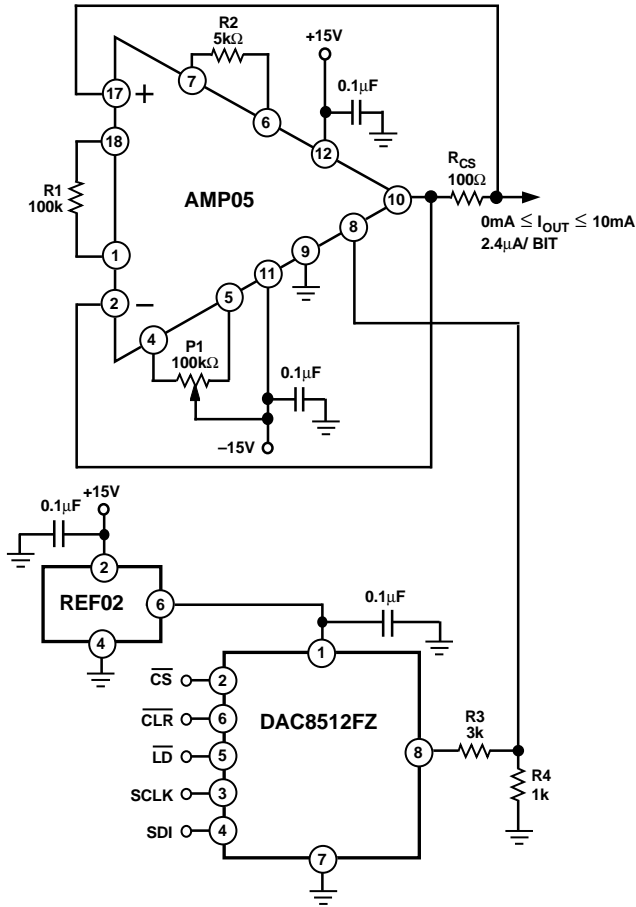 R2
5kΩ
+15V
0.1μF
7
6
12
17
+
18
R1
100k
AMP05
10
RCS
100Ω
0mA ≤ IOUT ≤ 10mA
2.4μA/ BIT
8
9
11
1
2
–
5
4
P1
100kΩ
0.1μF
–15V
+15V
0.1μF
2
REF02
6
4
0.1μF
1
CS
2
CLR
6
LD
5
SCLK
3
SDI
4
DAC8512FZ
8
7
R3
3k
R4
1k